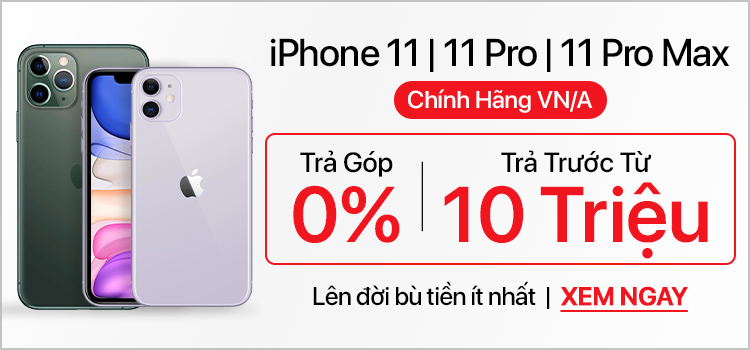 iPhone 11 | 11 Pro | 11 Pro Max
Chính Hãng VN/A
Trả Góp
0%
Trả Trước Từ
10 Triệu
Lên đời bù tiền ít nhất | XEM NGAY